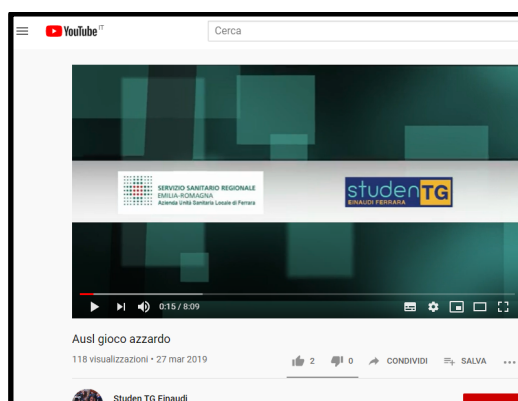 YouTube IT
Cerca
SERVIZIO SANITARIO REGIONALE
EMILIA-ROMAGNA
Azienda Unità Sanitaria Locale di Ferrara
studenTG
EINAUDI FERRARA
0:15 / 8:09
Ausl gioco azzardo
118 visualizzazioni • 27 mar 2019
2
0
CONDIVIDI
SALVA
Studen TG Einaudi